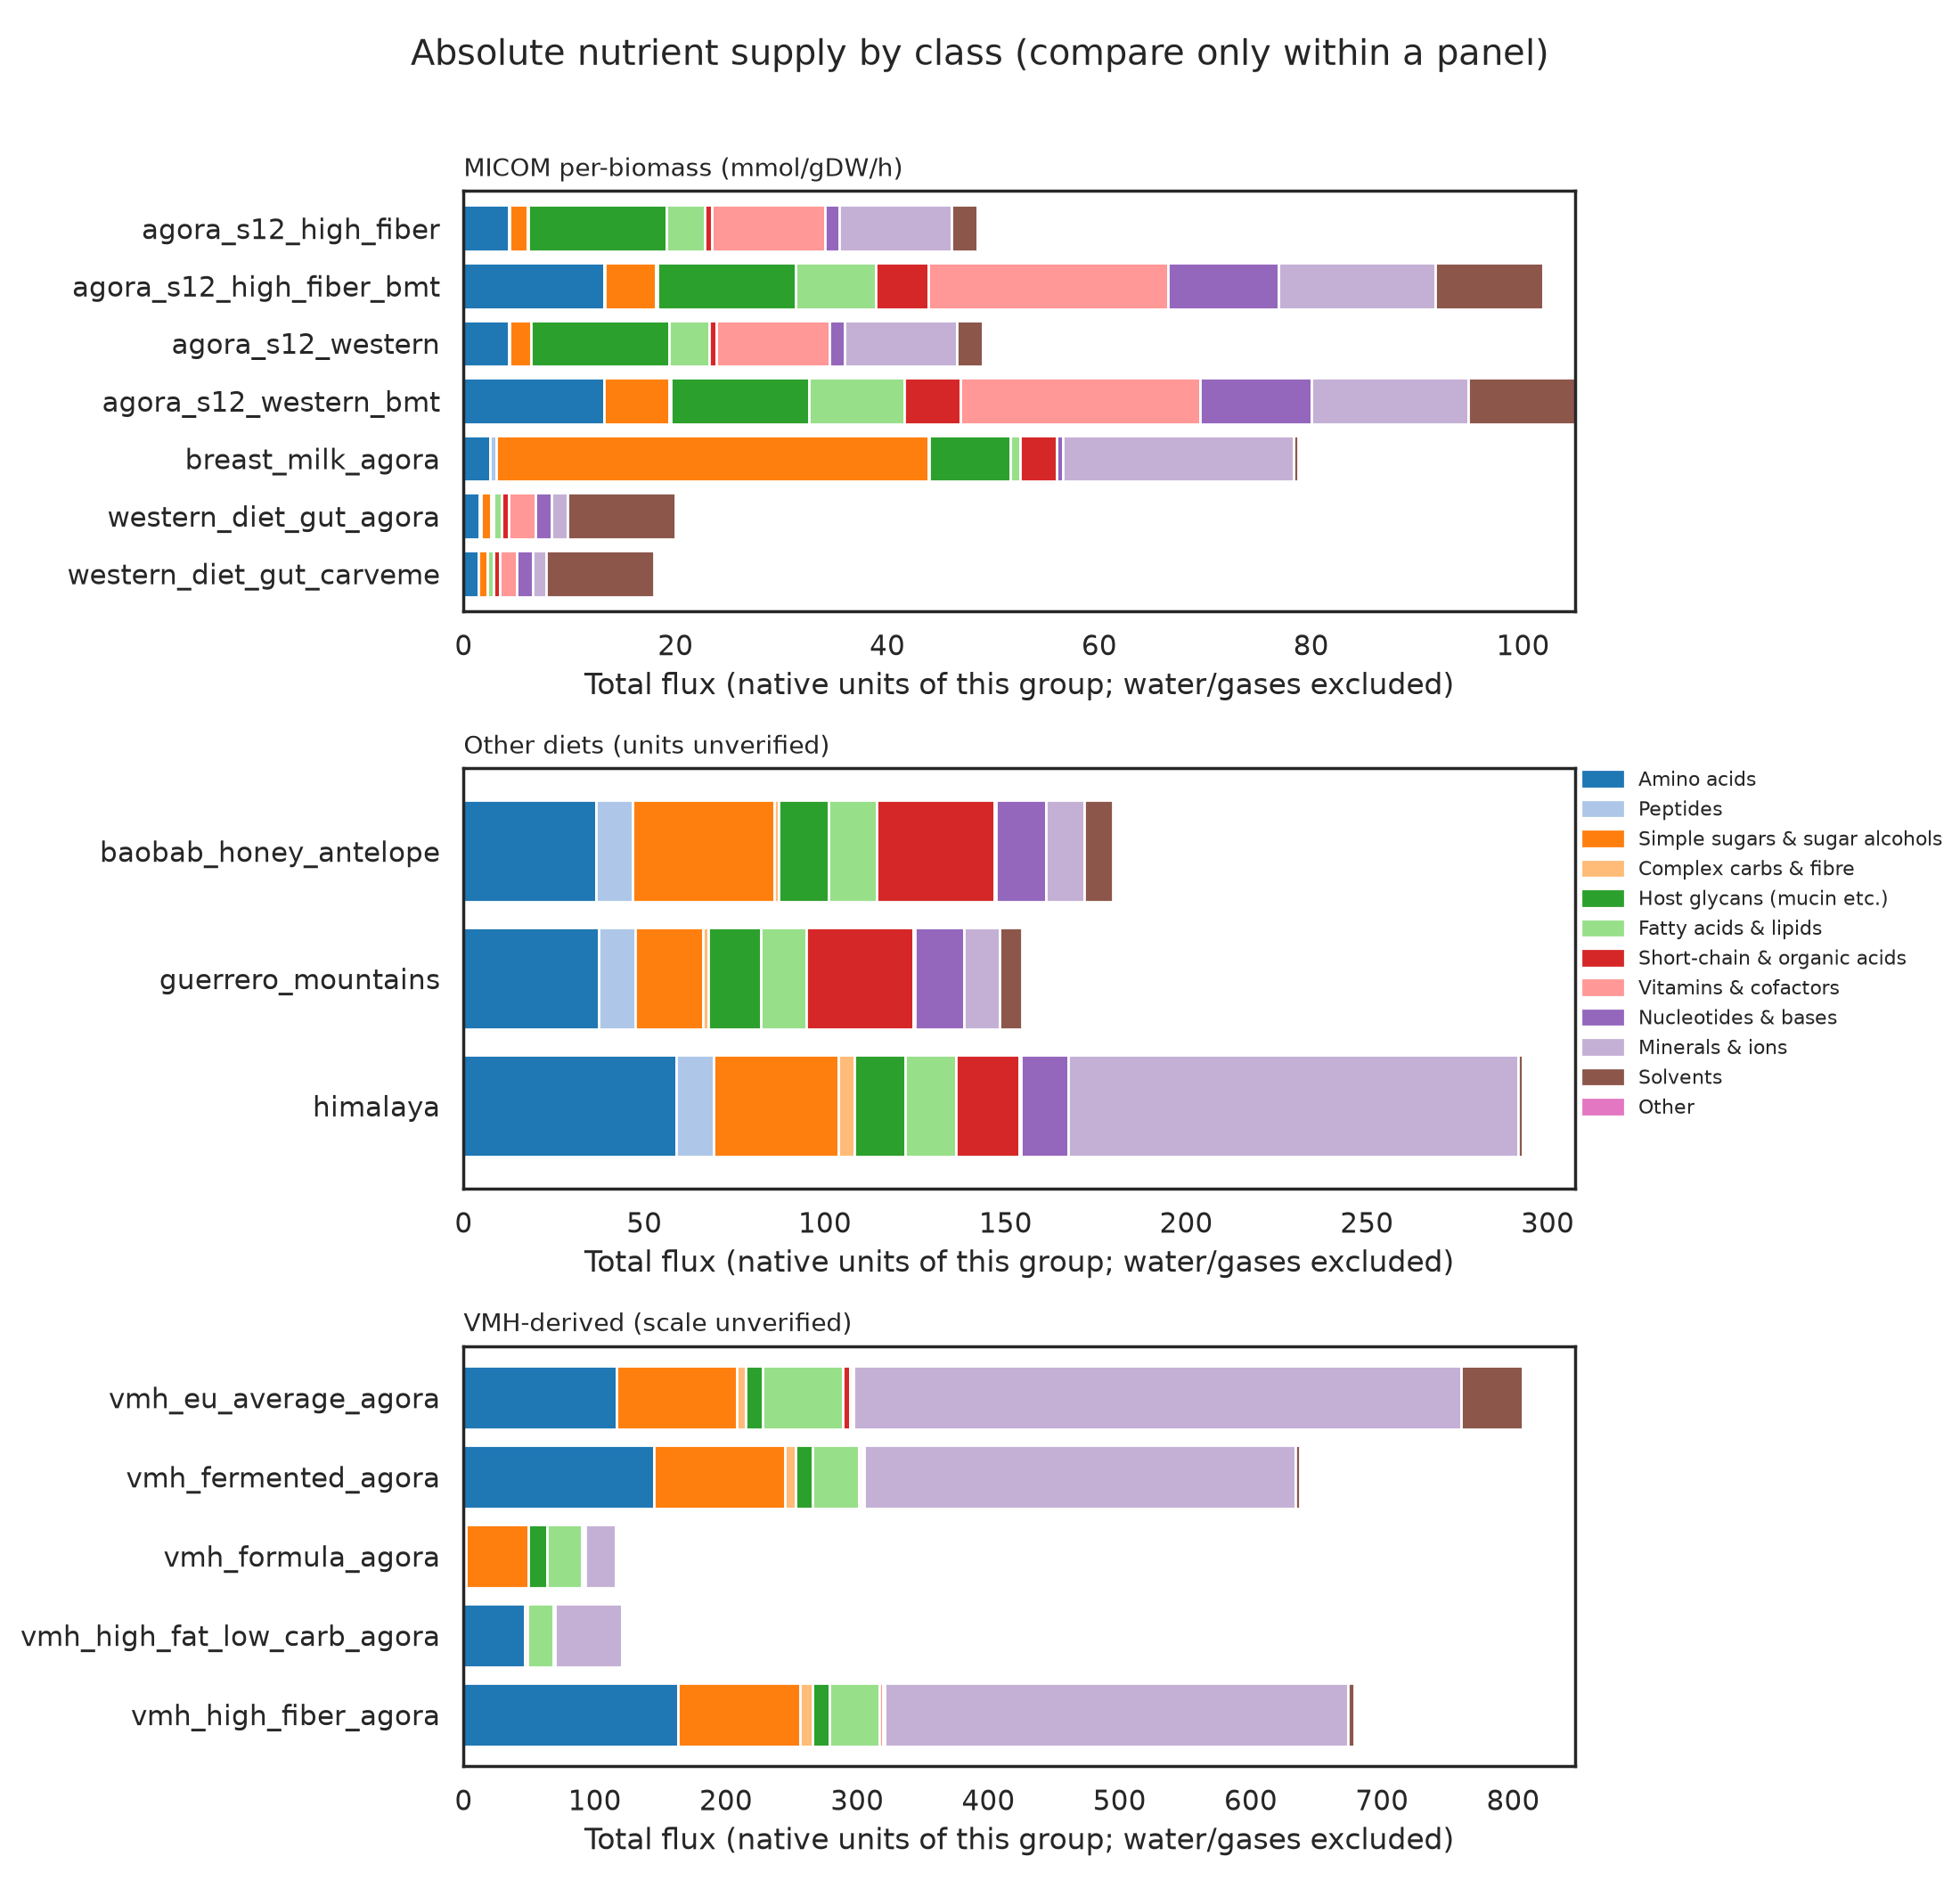 Absolute nutrient supply by class (compare only within a panel)
MICOM per-biomass (mmol/gDW/h)
agora_s12_high_fiber
agora_s12_high_fiber_bmt
agora_s12_western
agora_s12_western_bmt
breast_milk_agora
western_diet_gut_agora
western_diet_gut_carveme
0 20 40 60 80 100
Total flux (native units of this group; water/gases excluded)
Other diets (units unverified)
baobab_honey_antelope
guerrero_mountains
himalaya
0 50 100 150 200 250 300
Total flux (native units of this group; water/gases excluded)
Amino acids
Peptides
Simple sugars & sugar alcohols
Complex carbs & fibre
Host glycans (mucin etc.)
Fatty acids & lipids
Short-chain & organic acids
Vitamins & cofactors
Nucleotides & bases
Minerals & ions
Solvents
Other
VMH-derived (scale unverified)
vmh_eu_average_agora
vmh_fermented_agora
vmh_formula_agora
vmh_high_fat_low_carb_agora
vmh_high_fiber_agora
0 100 200 300 400 500 600 700 800
Total flux (native units of this group; water/gases excluded)